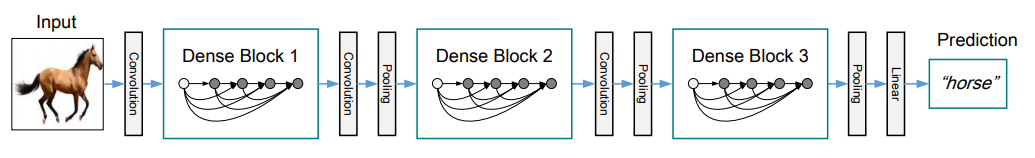 Input
Convolution
Dense Block 1
Convolution
Pooling
Dense Block 2
Convolution
Pooling
Dense Block 3
Pooling
Linear
Prediction
“horse”